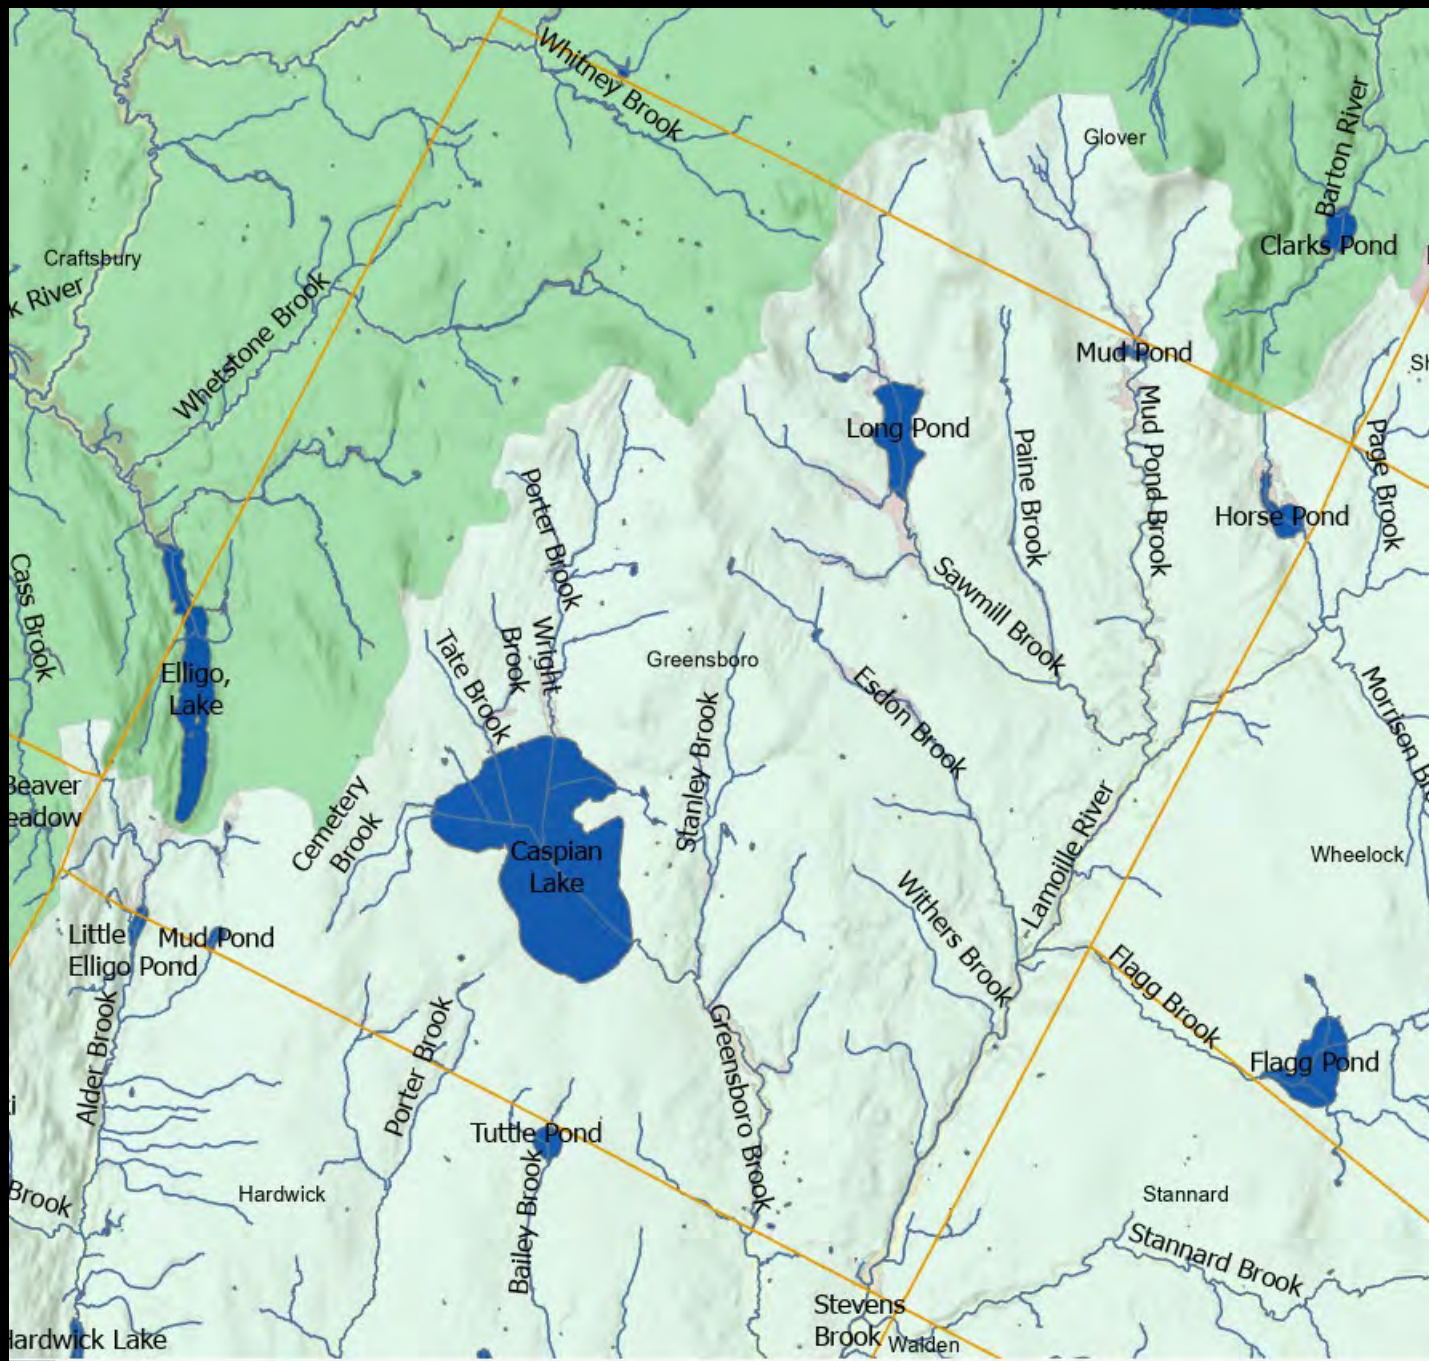 Whitney Brook
Glover
Barton River
Clarks Pond
Craftsbury
k River
Whetstone Brook
Mud Pond
Long Pond
Paine Brook
Mud Pond Brook
Page Brook
Horse Pond
Porter Brook
Cass Brook
Sawmill Brook
Wright
Brook
Tate Brook
Greensboro
Esdon Brook
Elligo,
Lake
Stanley Brook
Morrison Bro
Beaver
eadow
Cemetery
Brook
Caspian
Lake
Lamoille River
Wheelock
Withers Brook
Little
Elligo Pond
Mud Pond
Flagg Brook
Alder Brook
Porter Brook
Greensboro Brook
Flagg Pond
Tuttle Pond
Bailey Brook
Hardwick
Brook
Stannard
Stannard Brook
Stevens
Brook
Walden
Hardwick Lake